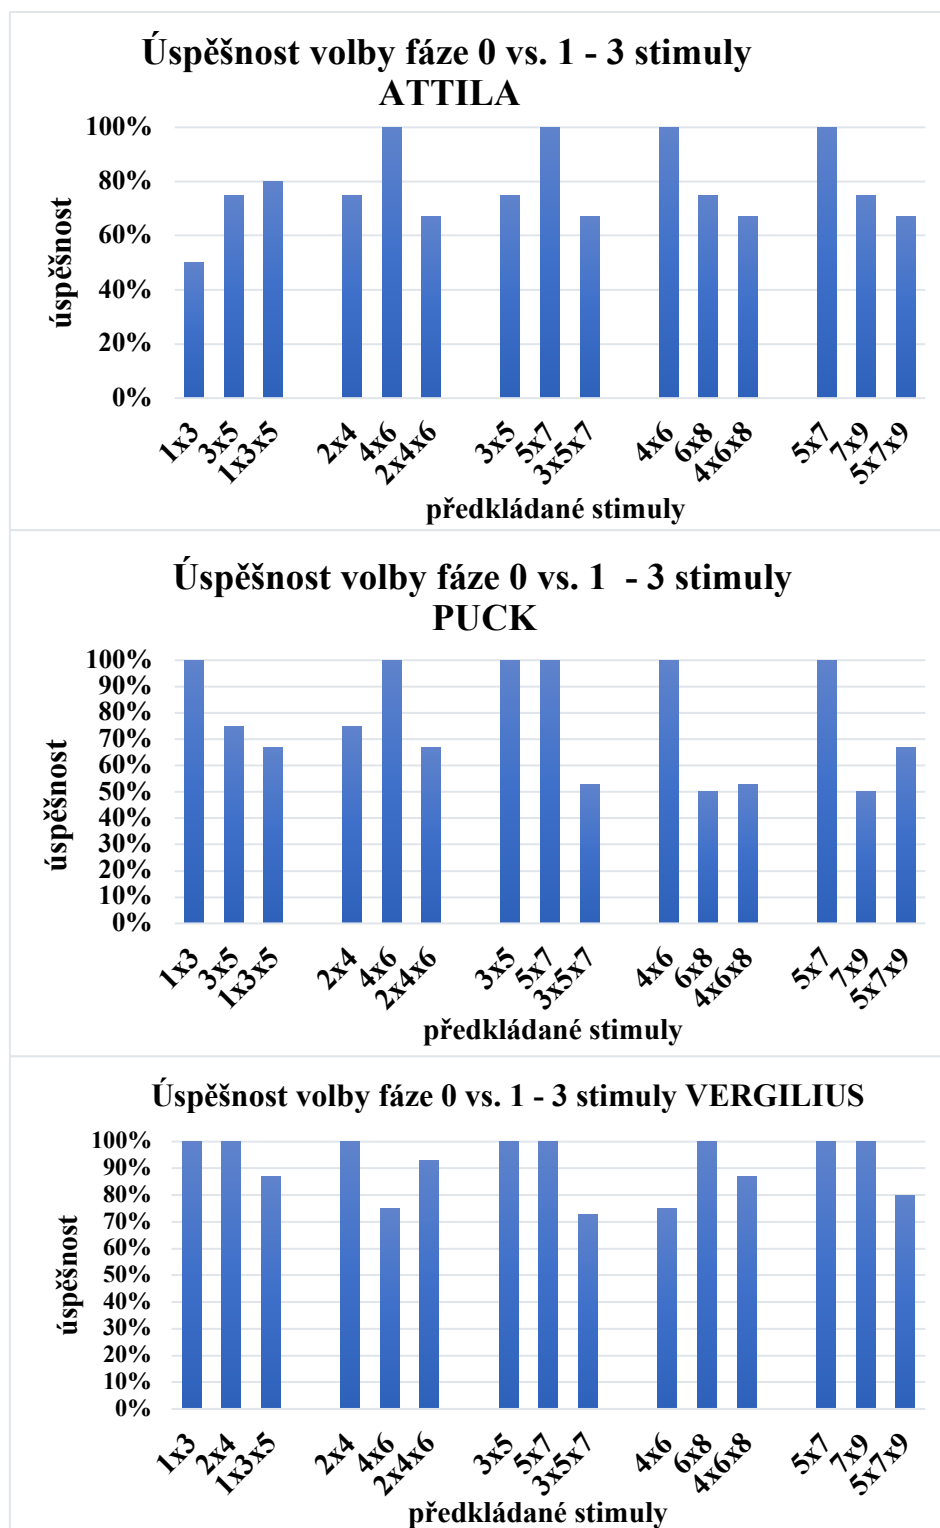 Úspěšnost volby fáze 0 vs. 1 - 3 stimuly
ATTILA
100%
80%
60%
40%
20%
0%
úspěšnost
1x3 3x5 1x3x5 2x4 4x6 2x4x6 3x5 5x7 3x5x7 4x6 6x8 4x6x8 5x7 7x9 5x7x9
předkládané stimuly
Úspěšnost volby fáze 0 vs. 1 - 3 stimuly
PUCK
100%
90%
80%
70%
60%
50%
40%
30%
20%
10%
0%
úspěšnost
1x3 3x5 1x3x5 2x4 4x6 2x4x6 3x5 5x7 3x5x7 4x6 6x8 4x6x8 5x7 7x9 5x7x9
předkládané stimuly
Úspěšnost volby fáze 0 vs. 1 - 3 stimuly VERGILIUS
100%
90%
80%
70%
60%
50%
40%
30%
20%
10%
0%
úspěšnost
1x3 2x4 1x3x5 2x4 4x6 2x4x6 3x5 5x7 3x5x7 4x6 6x8 4x6x8 5x7 7x9 5x7x9
předkládané stimuly